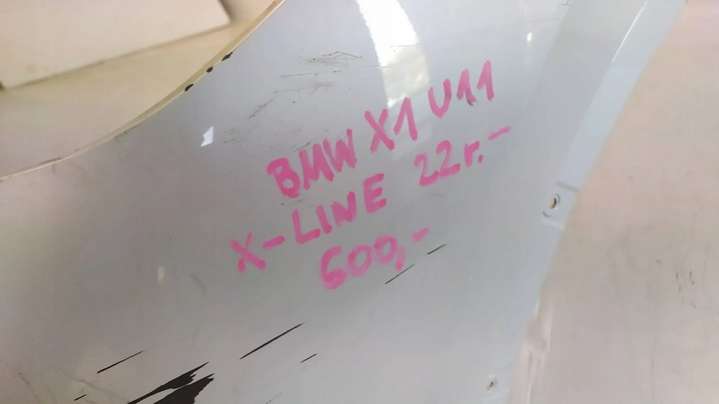 BMW X1 U11
X-LINE 22r.-
600,-